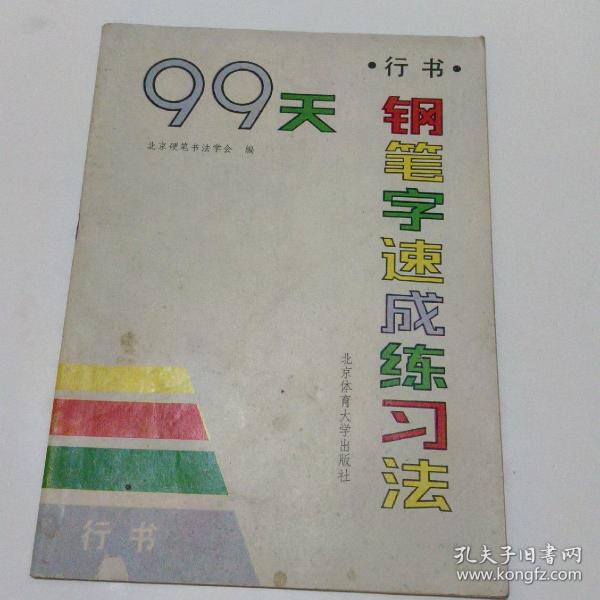 99天
·行书·
钢笔字速成练习法
北京硬笔书法学会 编
北京体育大学出版社
行书
孔夫子旧书网
www.kongfz.com